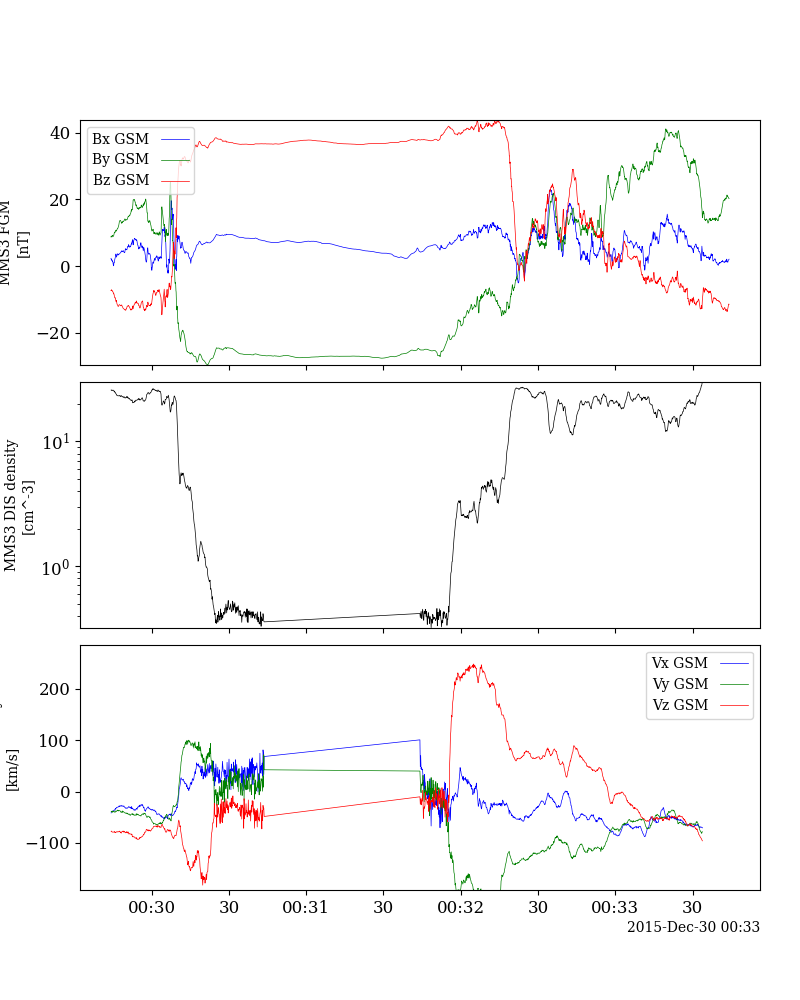 40
20
0
−20
MMS3 FGM
[nT]
Bx GSM
By GSM
Bz GSM
10^1
10^0
MMS3 DIS density
[cm^-3]
200
100
0
−100
[km/s]
Vx GSM
Vy GSM
Vz GSM
00:30 30 00:31 30 00:32 30 00:33 30
2015-Dec-30 00:33